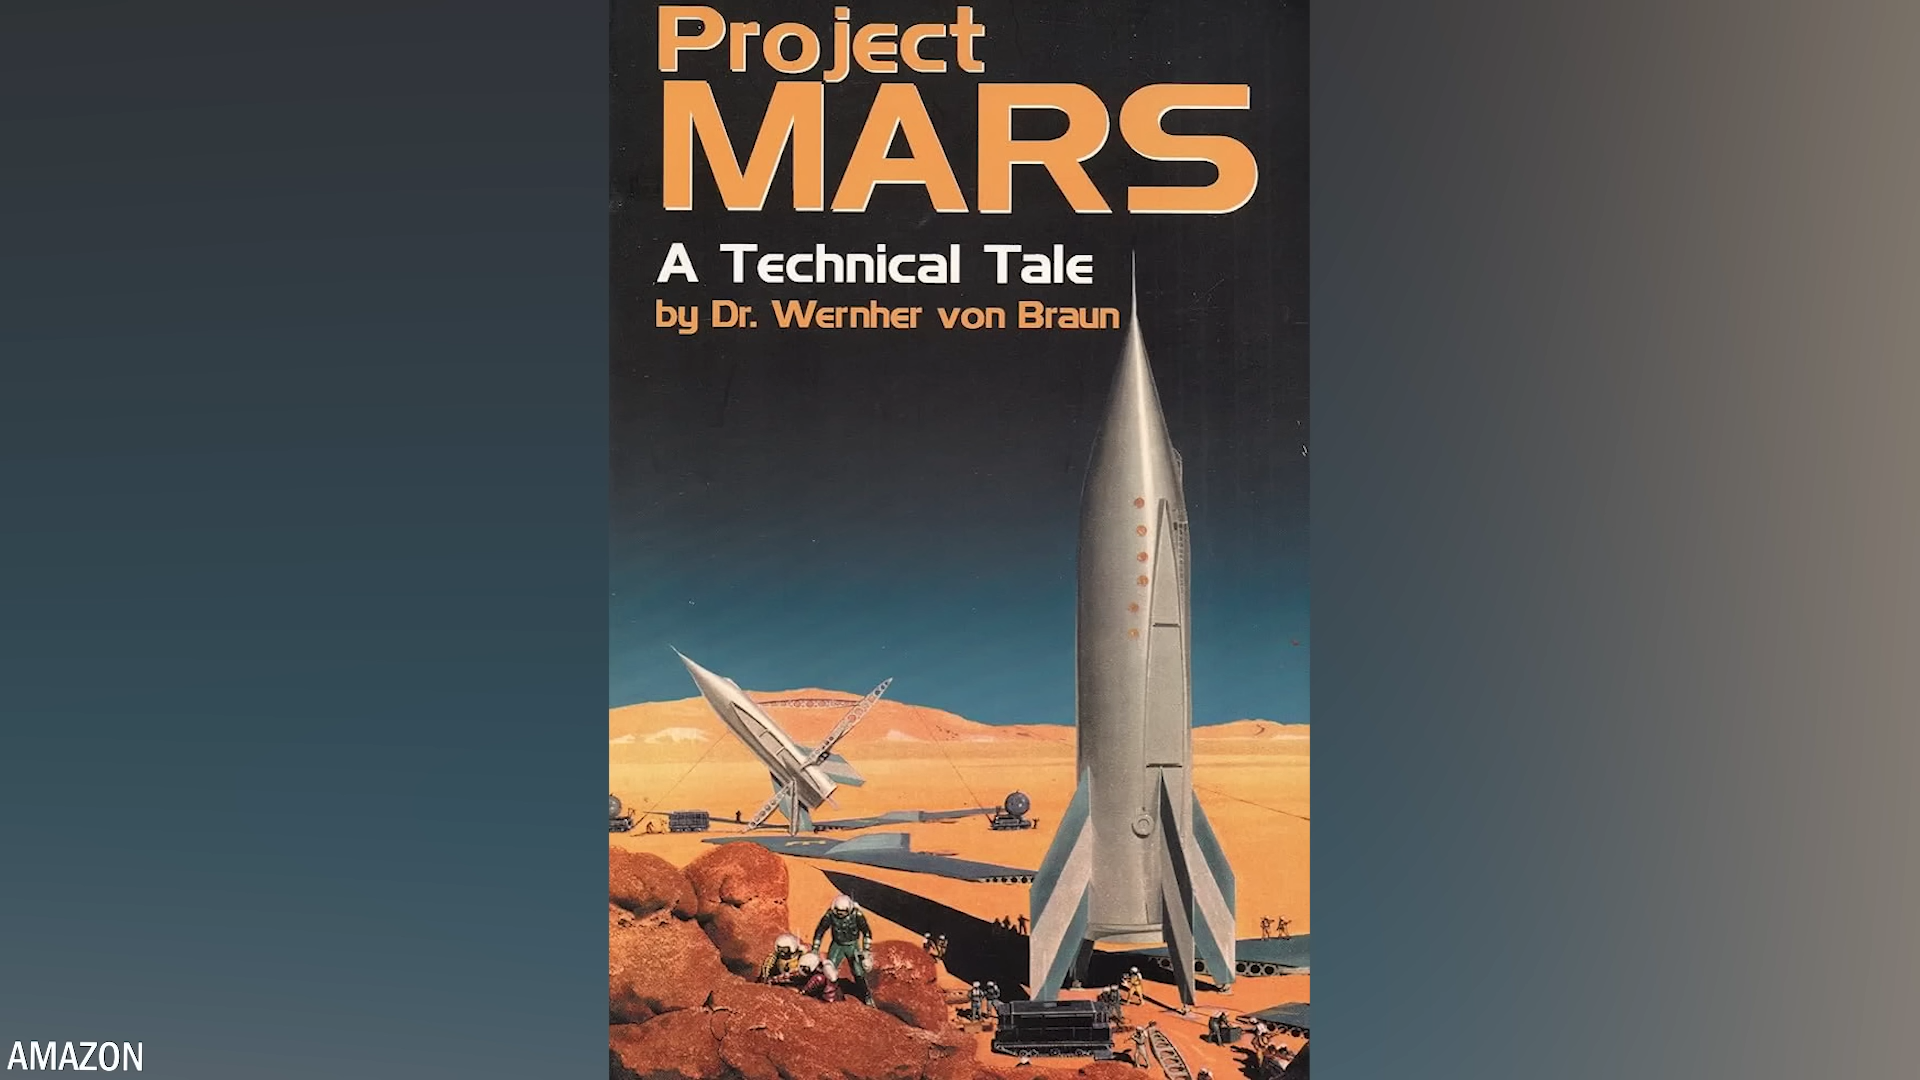 Project
MARS
A Technical Tale
by Dr. Wernher von Braun
AMAZON